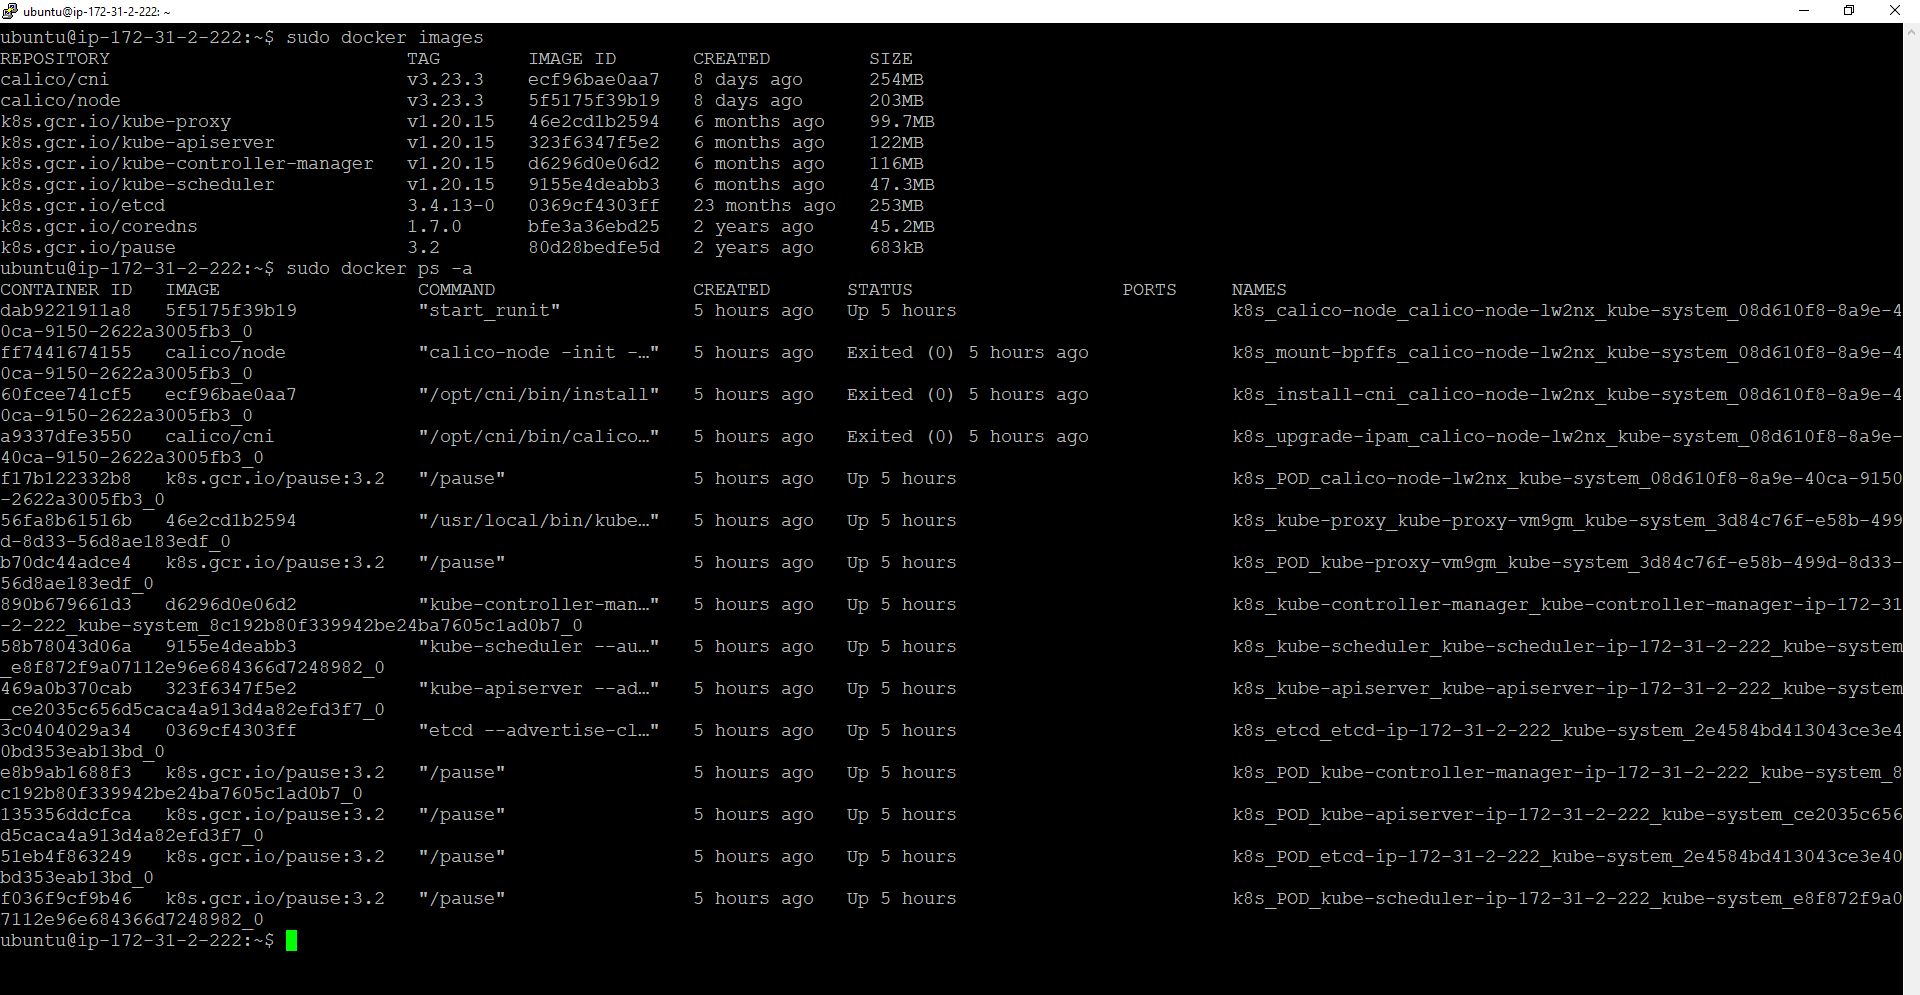 ubuntu@ip-172-31-2-222: ~
ubuntu@ip-172-31-2-222:~$ sudo docker images
REPOSITORY                           TAG        IMAGE ID       CREATED         SIZE
calico/cni                           v3.23.3    ecf96bae0aa7   8 days ago      254MB
calico/node                          v3.23.3    5f5175f39b19   8 days ago      203MB
k8s.gcr.io/kube-proxy                v1.20.15   46e2cd1b2594   6 months ago    99.7MB
k8s.gcr.io/kube-apiserver            v1.20.15   323f6347f5e2   6 months ago    122MB
k8s.gcr.io/kube-controller-manager   v1.20.15   d6296d0e06d2   6 months ago    116MB
k8s.gcr.io/kube-scheduler            v1.20.15   9155e4deabb3   6 months ago    47.3MB
k8s.gcr.io/etcd                      3.4.13-0   0369cf4303ff   23 months ago   253MB
k8s.gcr.io/coredns                   1.7.0      bfe3a36ebd25   2 years ago     45.2MB
k8s.gcr.io/pause                     3.2        80d28bedfe5d   2 years ago     683kB
ubuntu@ip-172-31-2-222:~$ sudo docker ps -a
CONTAINER ID   IMAGE                  COMMAND                  CREATED       STATUS                   PORTS     NAMES
dab9221911a8   5f5175f39b19           "start_runit"            5 hours ago   Up 5 hours                         k8s_calico-node_calico-node-lw2nx_kube-system_08d610f8-8a9e-4
0ca-9150-2622a3005fb3_0
ff7441674155   calico/node            "calico-node -init -…"   5 hours ago   Exited (0) 5 hours ago             k8s_mount-bpffs_calico-node-lw2nx_kube-system_08d610f8-8a9e-4
0ca-9150-2622a3005fb3_0
60fcee741cf5   ecf96bae0aa7           "/opt/cni/bin/install"   5 hours ago   Exited (0) 5 hours ago             k8s_install-cni_calico-node-lw2nx_kube-system_08d610f8-8a9e-4
0ca-9150-2622a3005fb3_0
a9337dfe3550   calico/cni             "/opt/cni/bin/calico…"   5 hours ago   Exited (0) 5 hours ago             k8s_upgrade-ipam_calico-node-lw2nx_kube-system_08d610f8-8a9e-
40ca-9150-2622a3005fb3_0
f17b122332b8   k8s.gcr.io/pause:3.2   "/pause"                 5 hours ago   Up 5 hours                         k8s_POD_calico-node-lw2nx_kube-system_08d610f8-8a9e-40ca-9150
-2622a3005fb3_0
56fa8b61516b   46e2cd1b2594           "/usr/local/bin/kube…"   5 hours ago   Up 5 hours                         k8s_kube-proxy_kube-proxy-vm9gm_kube-system_3d84c76f-e58b-499
d-8d33-56d8ae183edf_0
b70dc44adce4   k8s.gcr.io/pause:3.2   "/pause"                 5 hours ago   Up 5 hours                         k8s_POD_kube-proxy-vm9gm_kube-system_3d84c76f-e58b-499d-8d33-
56d8ae183edf_0
890b679661d3   d6296d0e06d2           "kube-controller-man…"   5 hours ago   Up 5 hours                         k8s_kube-controller-manager_kube-controller-manager-ip-172-31
-2-222_kube-system_8c192b80f339942be24ba7605c1ad0b7_0
58b78043d06a   9155e4deabb3           "kube-scheduler --au…"   5 hours ago   Up 5 hours                         k8s_kube-scheduler_kube-scheduler-ip-172-31-2-222_kube-system
_e8f872f9a07112e96e684366d7248982_0
469a0b370cab   323f6347f5e2           "kube-apiserver --ad…"   5 hours ago   Up 5 hours                         k8s_kube-apiserver_kube-apiserver-ip-172-31-2-222_kube-system
_ce2035c656d5caca4a913d4a82efd3f7_0
3c0404029a34   0369cf4303ff           "etcd --advertise-cl…"   5 hours ago   Up 5 hours                         k8s_etcd_etcd-ip-172-31-2-222_kube-system_2e4584bd413043ce3e4
0bd353eab13bd_0
e8b9ab1688f3   k8s.gcr.io/pause:3.2   "/pause"                 5 hours ago   Up 5 hours                         k8s_POD_kube-controller-manager-ip-172-31-2-222_kube-system_8
c192b80f339942be24ba7605c1ad0b7_0
135356ddcfca   k8s.gcr.io/pause:3.2   "/pause"                 5 hours ago   Up 5 hours                         k8s_POD_kube-apiserver-ip-172-31-2-222_kube-system_ce2035c656
d5caca4a913d4a82efd3f7_0
51eb4f863249   k8s.gcr.io/pause:3.2   "/pause"                 5 hours ago   Up 5 hours                         k8s_POD_etcd-ip-172-31-2-222_kube-system_2e4584bd413043ce3e40
bd353eab13bd_0
f036f9cf9b46   k8s.gcr.io/pause:3.2   "/pause"                 5 hours ago   Up 5 hours                         k8s_POD_kube-scheduler-ip-172-31-2-222_kube-system_e8f872f9a0
7112e96e684366d7248982_0
ubuntu@ip-172-31-2-222:~$